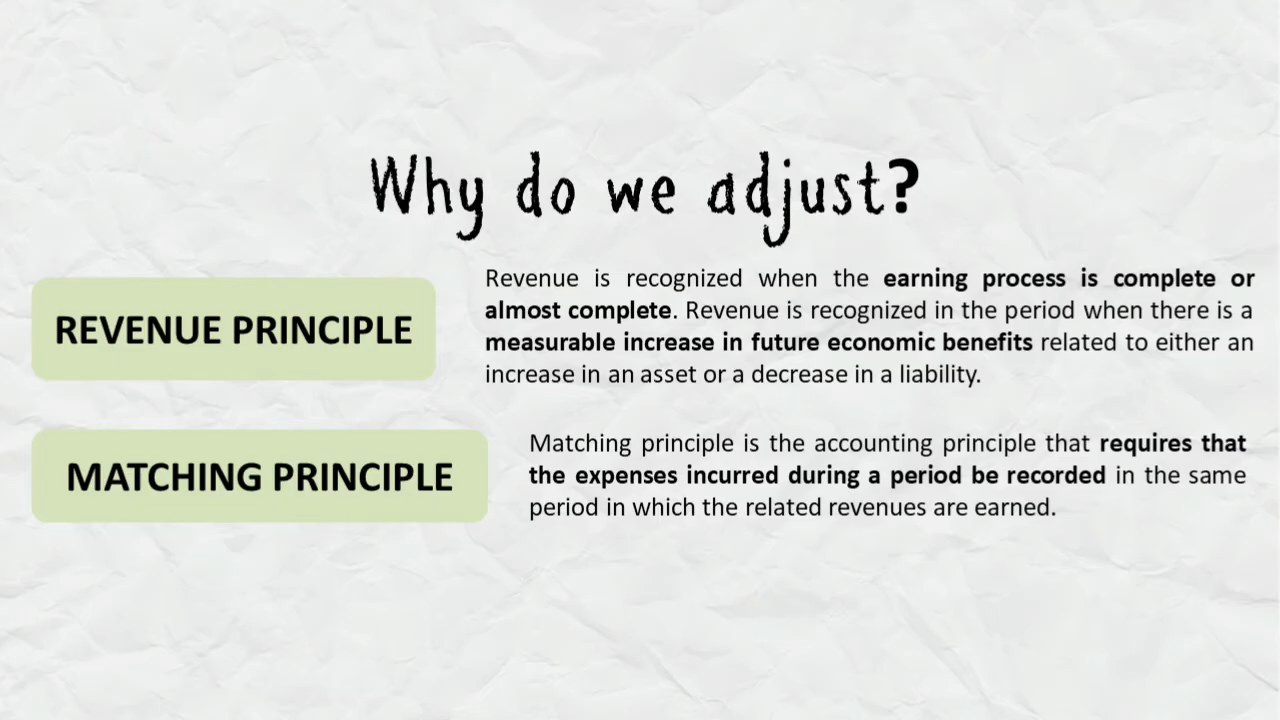 Why do we adjust?
REVENUE PRINCIPLE
Revenue is recognized when the earning process is complete or
almost complete. Revenue is recognized in the period when there is a
measurable increase in future economic benefits related to either an
increase in an asset or a decrease in a liability.
MATCHING PRINCIPLE
Matching principle is the accounting principle that requires that
the expenses incurred during a period be recorded in the same
period in which the related revenues are earned.